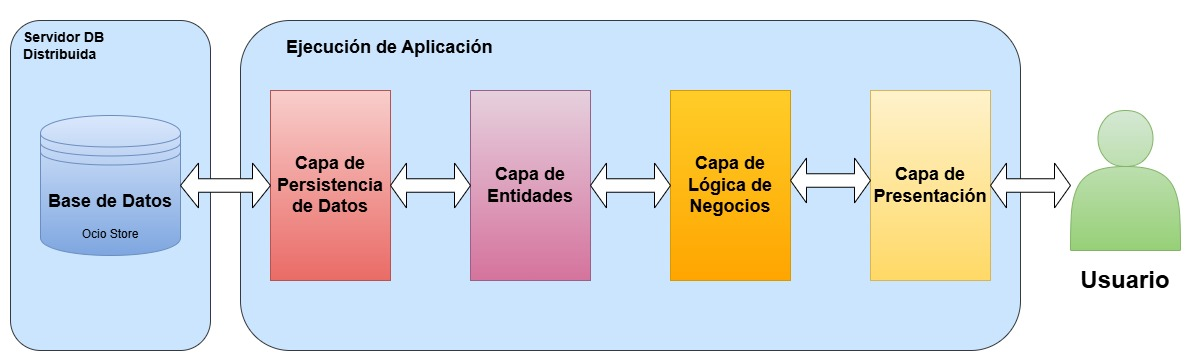 Servidor DB
Distribuida
Ejecución de Aplicación
Base de Datos
Ocio Store
Capa de
Persistencia
de Datos
Capa de
Entidades
Capa de
Lógica de
Negocios
Capa de
Presentación
Usuario